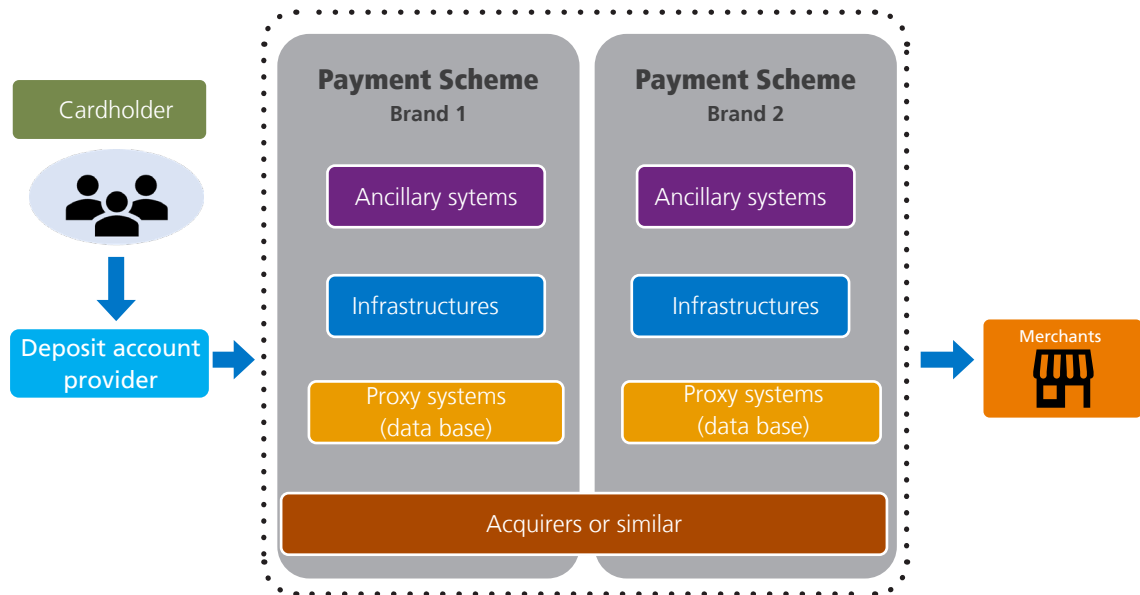 Cardholder
Deposit account
provider
Payment Scheme
Brand 1
Ancillary sytems
Infrastructures
Proxy systems
(data base)
Payment Scheme
Brand 2
Ancillary systems
Infrastructures
Proxy systems
(data base)
Acquirers or similar
Merchants